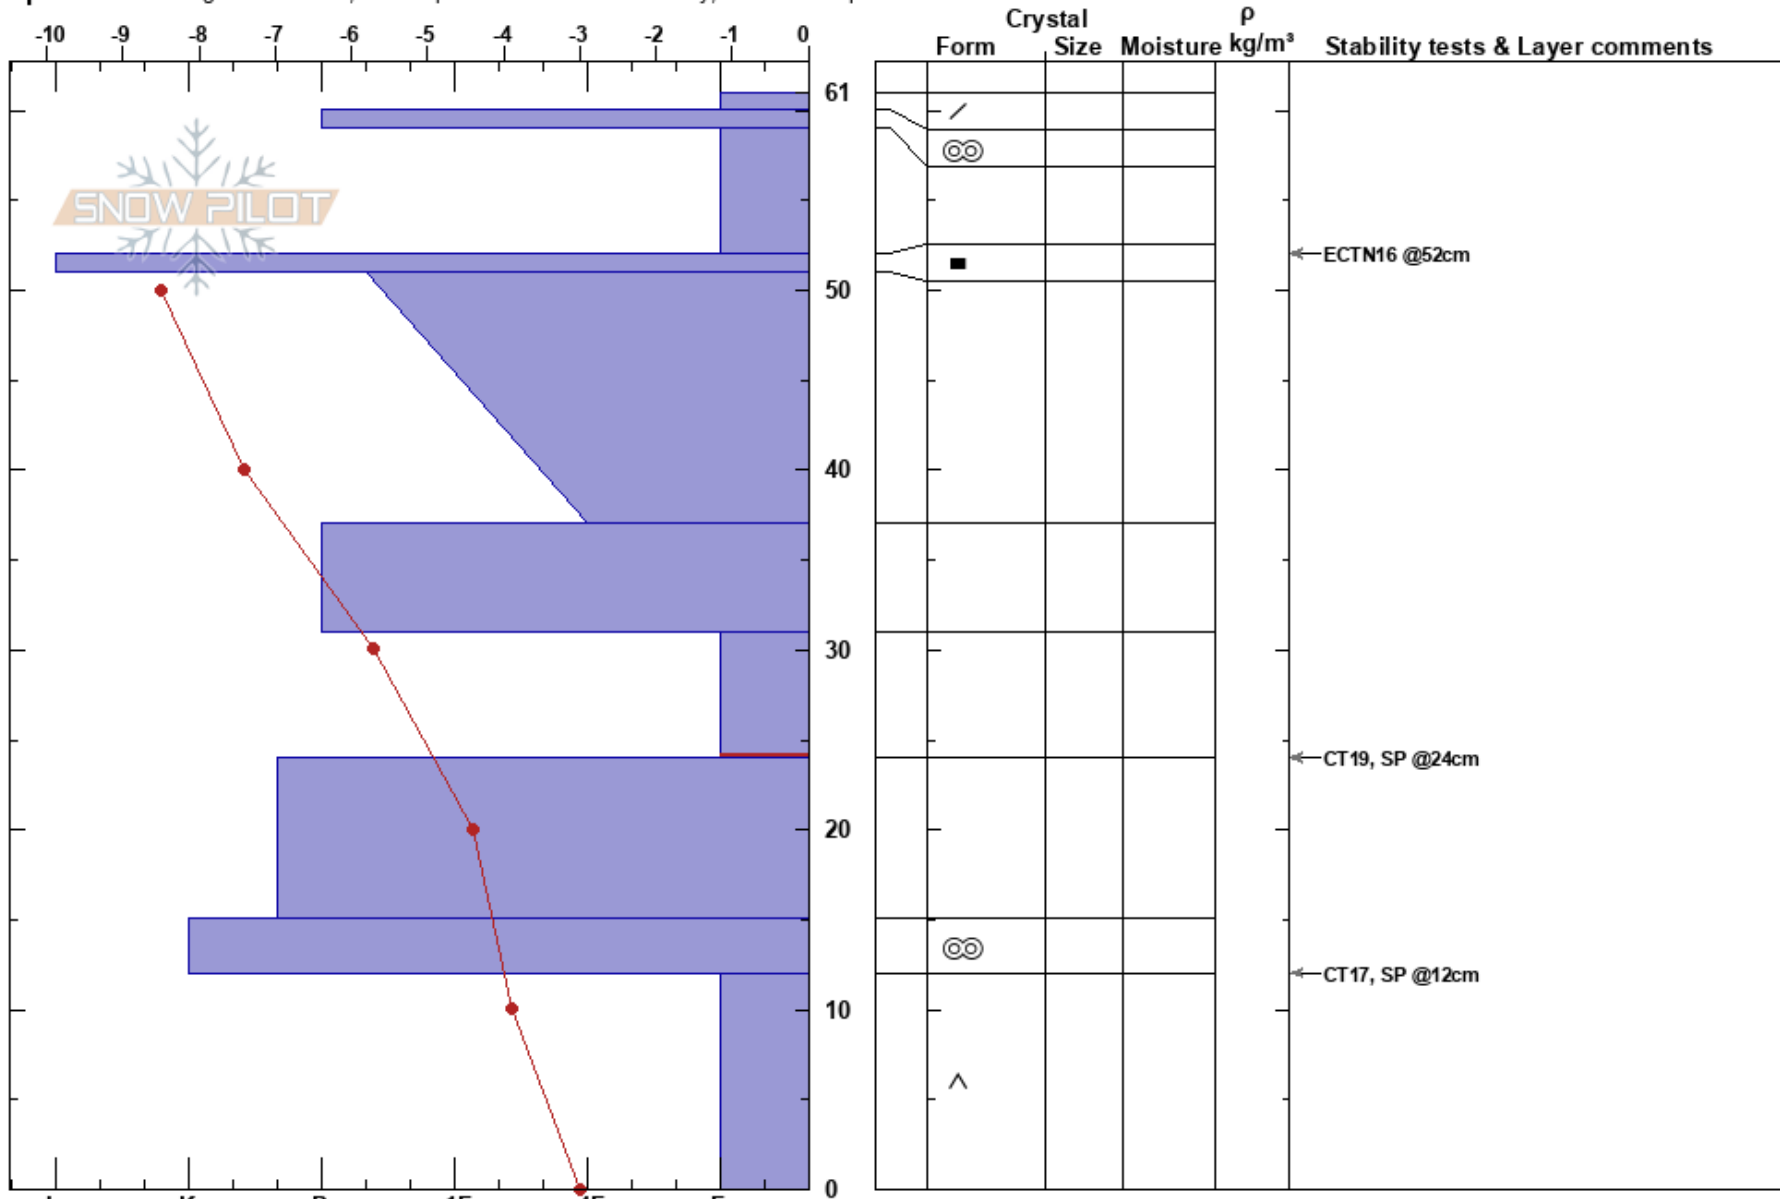 -10 -9 -8 -7 -6 -5 -4 -3 -2 -1 0
Crystal
ρ
Form Size Moisture kg/m³ Stability tests & Layer comments
61
SNOW PILOT
ECTN16 @52cm
50
40
30
CT19, SP @24cm
20
CT17, SP @12cm
10
0